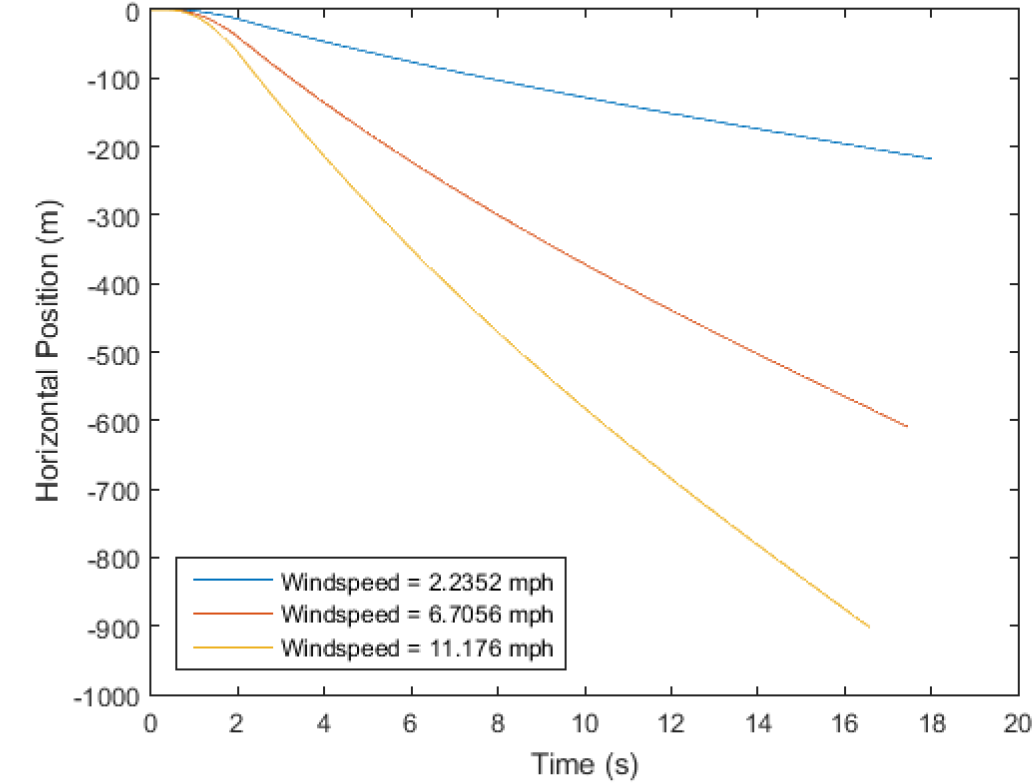 0
-100
-200
-300
-400
-500
-600
-700
-800
-900
-1000
Horizontal Position (m)
Windspeed = 2.2352 mph
Windspeed = 6.7056 mph
Windspeed = 11.176 mph
0 2 4 6 8 10 12 14 16 18 20
Time (s)